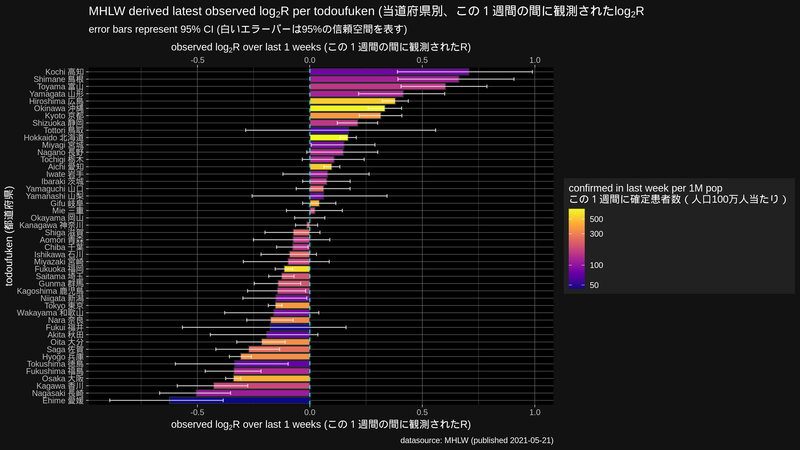 MHLW derived latest observed log2R per todoufuken (当道府県別、この１週間の間に観測されたlog2R
error bars represent 95% CI (白いエラーバーは95%の信頼空間を表す)
observed log2R over last 1 weeks (この１週間の間に観測されたR)
-0.5 0.0 0.5 1.0
todoufuken (都道府県)
Kochi 高知
Shimane 島根
Toyama 富山
Yamagata 山形
Hiroshima 広島
Okinawa 沖縄
Kyoto 京都
Shizuoka 静岡
Tottori 鳥取
Hokkaido 北海道
Miyagi 宮城
Nagano 長野
Tochigi 栃木
Aichi 愛知
Iwate 岩手
Ibaraki 茨城
Yamaguchi 山口
Yamanashi 山梨
Gifu 岐阜
Mie 三重
Okayama 岡山
Kanagawa 神奈川
Shiga 滋賀
Aomori 青森
Chiba 千葉
Ishikawa 石川
Miyazaki 宮崎
Fukuoka 福岡
Saitama 埼玉
Gunma 群馬
Kagoshima 鹿児島
Niigata 新潟
Tokyo 東京
Wakayama 和歌山
Nara 奈良
Fukui 福井
Akita 秋田
Oita 大分
Saga 佐賀
Hyogo 兵庫
Tokushima 徳島
Fukushima 福島
Osaka 大阪
Kagawa 香川
Nagasaki 長崎
Ehime 愛媛
-0.5 0.0 0.5 1.0
observed log2R over last 1 weeks (この１週間の間に観測されたR)
datasource: MHLW (published 2021-05-21)
confirmed in last week per 1M pop
この１週間に確定患者数（人口100万人当たり）
500
300
100
50